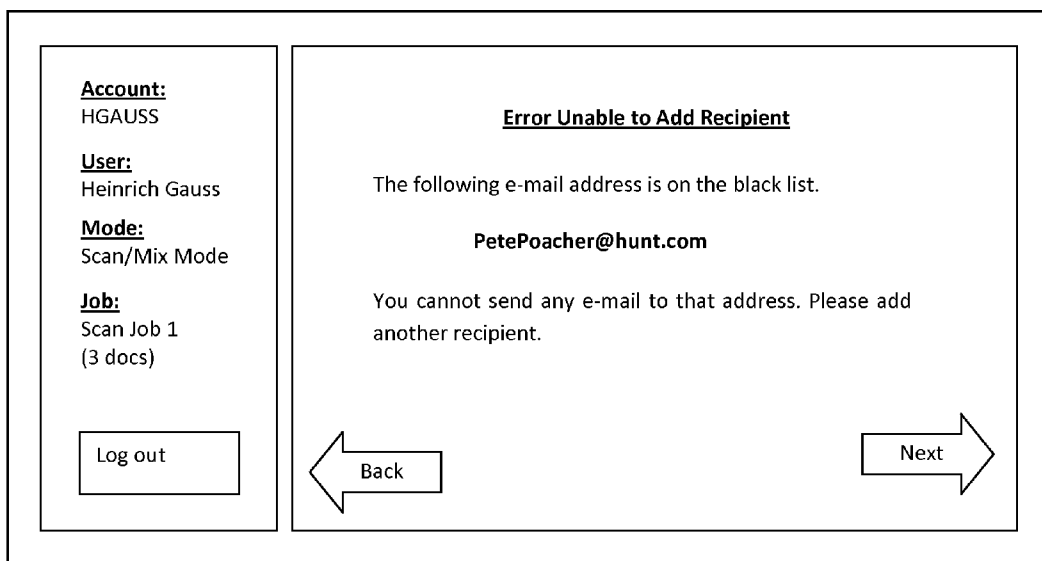 Account:
HGAUSS
User:
Heinrich Gauss
Mode:
Scan/Mix Mode
Job:
Scan Job 1
(3 docs)
Log out
Error Unable to Add Recipient
The following e-mail address is on the black list.
PetePoacher@hunt.com
You cannot send any e-mail to that address. Please add
another recipient.
Back
Next